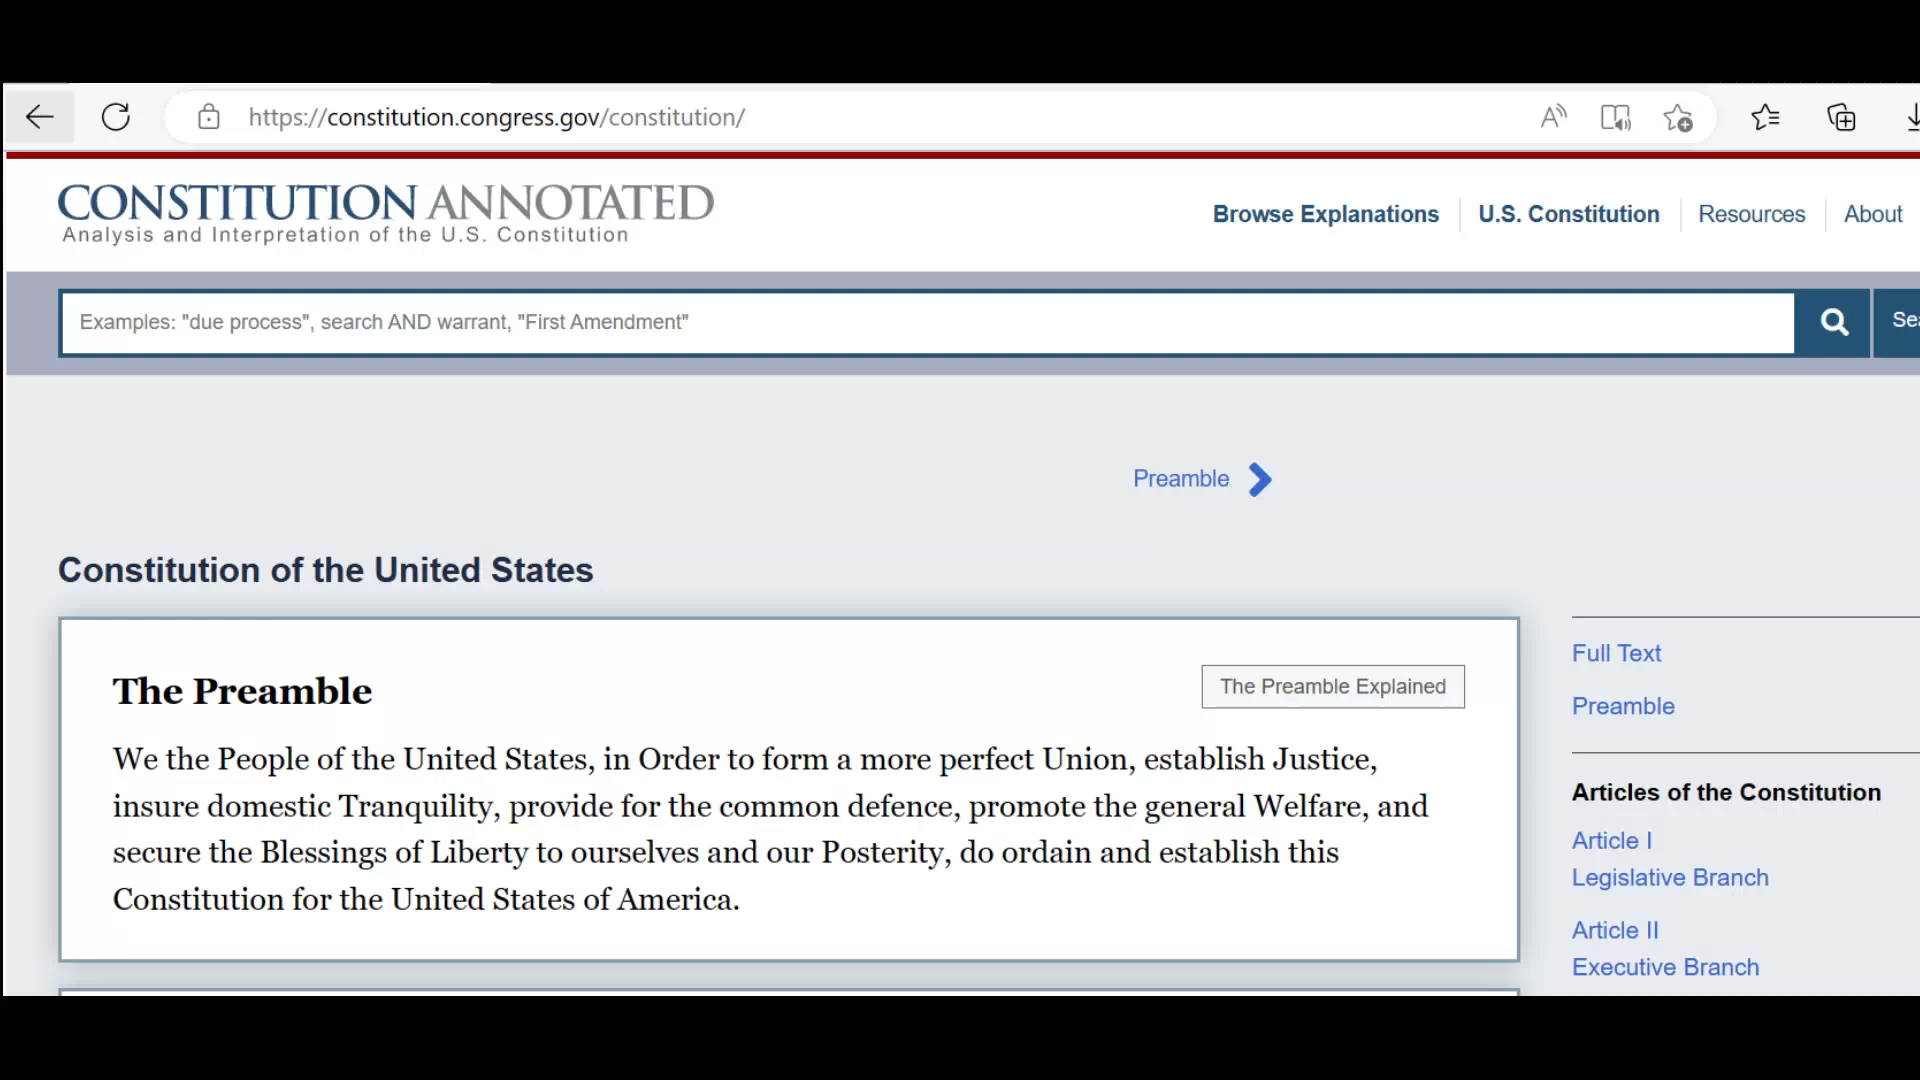 https://constitution.congress.gov/constitution/
CONSTITUTION ANNOTATED
Analysis and Interpretation of the U.S. Constitution
Browse Explanations
U.S. Constitution
Resources
About
Examples: "due process", search AND warrant, "First Amendment"
Preamble
Constitution of the United States
The Preamble
The Preamble Explained
We the People of the United States, in Order to form a more perfect Union, establish Justice,
insure domestic Tranquility, provide for the common defence, promote the general Welfare, and
secure the Blessings of Liberty to ourselves and our Posterity, do ordain and establish this
Constitution for the United States of America.
Full Text
Preamble
Articles of the Constitution
Article I
Legislative Branch
Article II
Executive Branch